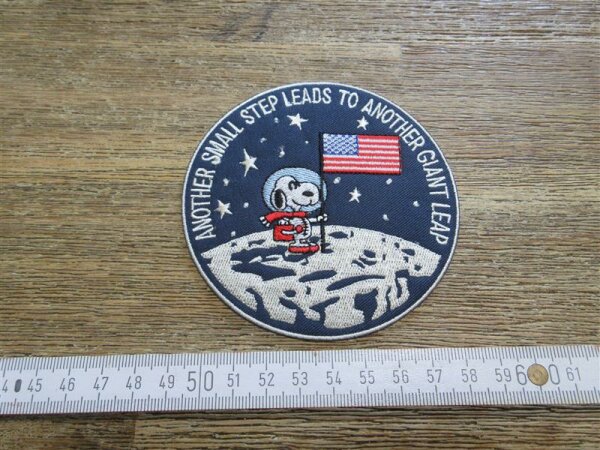 ANOTHER SMALL STEP LEADS TO ANOTHER GIANT LEAP
4 45 46 47 48 49 50 51 52 53 54 55 56 57 58 59 60 61